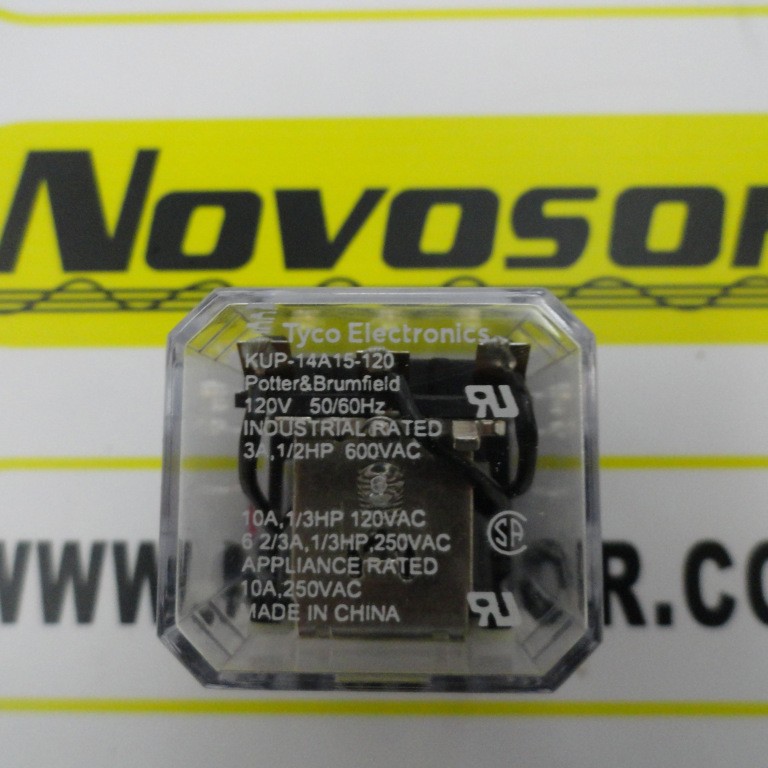 Novoso
Tyco Electronics
KUP-14A15-120
Potter&Brumfield
120V 50/60Hz
INDUSTRIAL RATED
3A,1/2HP 600VAC
10A,1/3HP 120VAC
6 2/3A,1/3HP 250VAC
APPLIANCE RATED
10A,250VAC
MADE IN CHINA